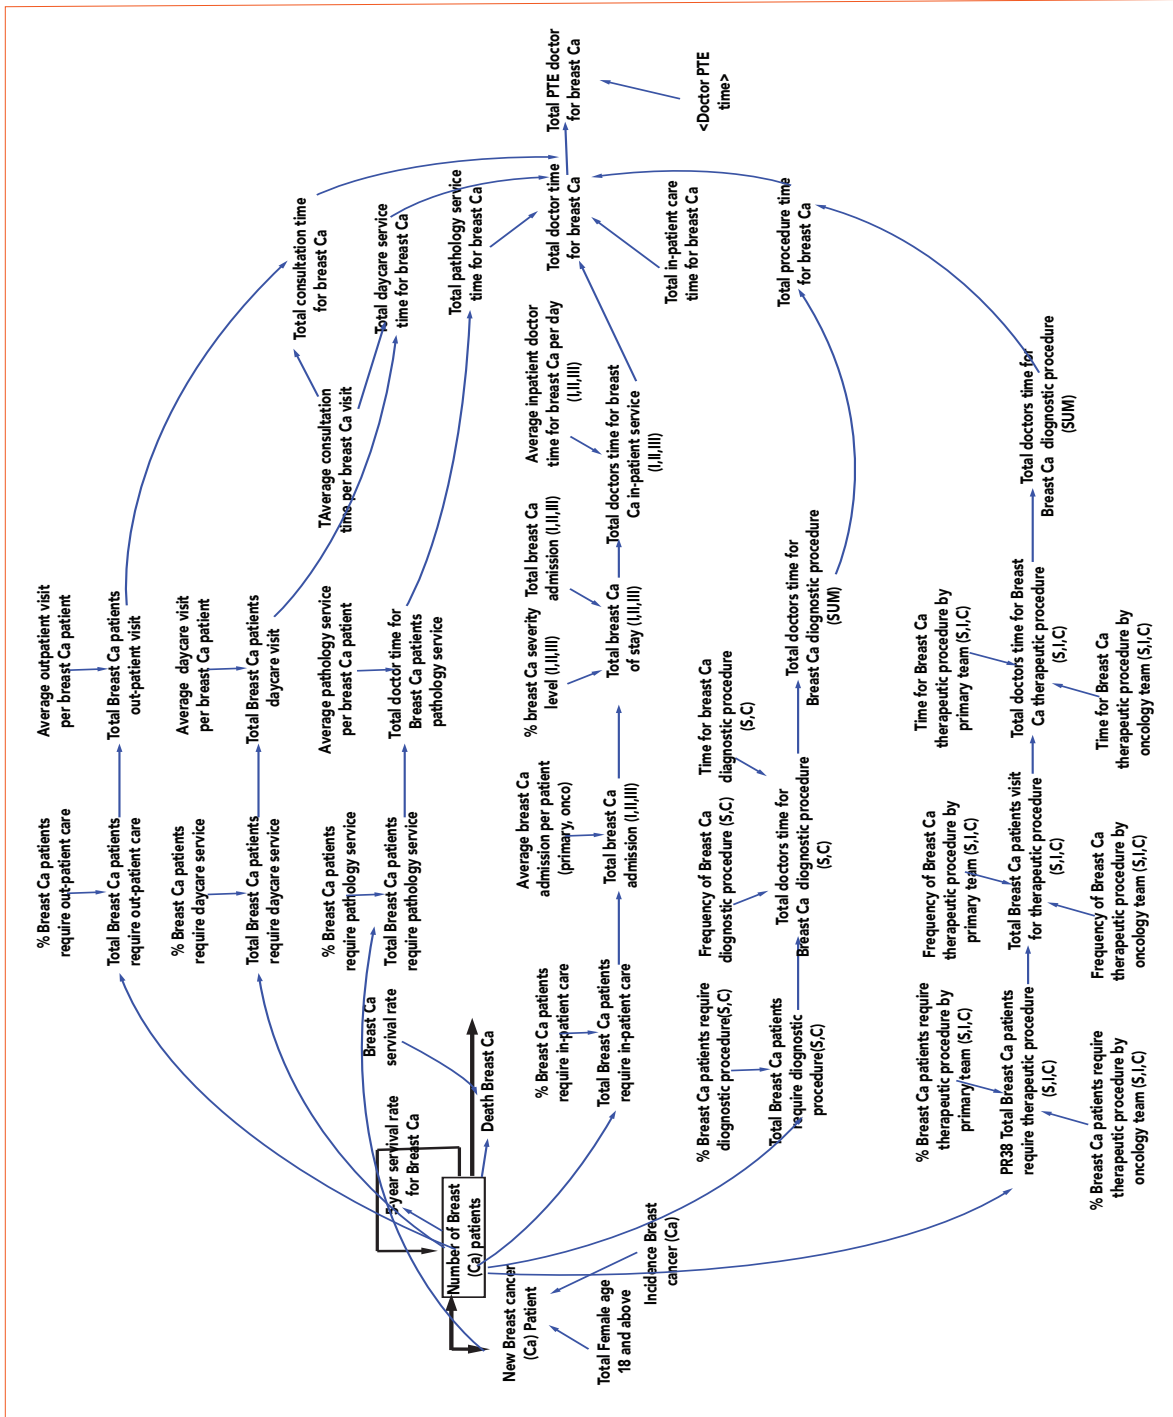 Average outpatient visit
per breast Ca patient
% Breast Ca patients
require out-patient care
Total Breast Ca patients
require out-patient care
Total Breast Ca patients
out-patient visit
Average  daycare visit
per breast Ca patient
% Breast Ca patients
require daycare service
Total Breast Ca patients
require daycare service
Total Breast Ca patients
daycare visit
Total consultation time
for breast Ca
TAverage consultation
time per breast Ca visit
Total daycare service
time for breast Ca
% Breast Ca patients
require pathology service
Average pathology service
per breast Ca patient
Total Breast Ca patients
require pathology service
Total doctor time for
Breast Ca patients
pathology service
Total pathology service
time for breast Ca
Breast Ca
servival rate
5-year servival rate
for Breast Ca
Death Breast Ca
Number of Breast
(Ca) patients
New Breast cancer
(Ca) Patient
Total Female age
18 and above
Incidence Breast
cancer (Ca)
% Breast Ca patients
require in-patient care
Total Breast Ca patients
require in-patient care
Average breast Ca
admission per patient
(primary, onco)
Total breast Ca
admission (I,II,III)
% breast Ca severity
level (I,II,III)
Total breast Ca
admission (I,II,III)
Total breast Ca
of stay (I,II,III)
Average inpatient doctor
time for breast Ca per day
(I,II,III)
Total doctors time for breast
Ca in-patient service
(I,II,III)
Total doctor time
for breast Ca
Total PTE doctor
for breast Ca
<Doctor PTE
time>
Total in-patient care
time for breast Ca
Total procedure time
for breast Ca
% Breast Ca patients require
diagnostic procedure(S,C)
Total Breast Ca patients
require diagnostic
procedure(S,C)
Frequency of Breast Ca
diagnostic procedure (S,C)
Time for breast Ca
diagnostic procedure
(S,C)
Total doctors time for
Breast Ca  diagnostic procedure
(S,C)
Total doctors time for
Breast Ca diagnostic procedure
(SUM)
% Breast Ca patients require
therapeutic procedure by
primary team (S,I,C)
PR38 Total Breast Ca patients
require therapeutic procedure
(S,I,C)
% Breast Ca patients require
therapeutic procedure by
oncology team (S,I,C)
Frequency of Breast Ca
therapeutic procedure by
primary team (S,I,C)
Total Breast Ca patients visit
for therapeutic procedure
(S,I,C)
Frequency of Breast Ca
therapeutic procedure by
oncology team (S,I,C)
Time for Breast Ca
therapeutic procedure by
primary team (S,I,C)
Total doctors time for Breast
Ca therapeutic procedure
(S,I,C)
Time for Breast Ca
therapeutic procedure by
oncology team (S,I,C)
Total doctors time for
Breast Ca  diognostic procedure
(SUM)